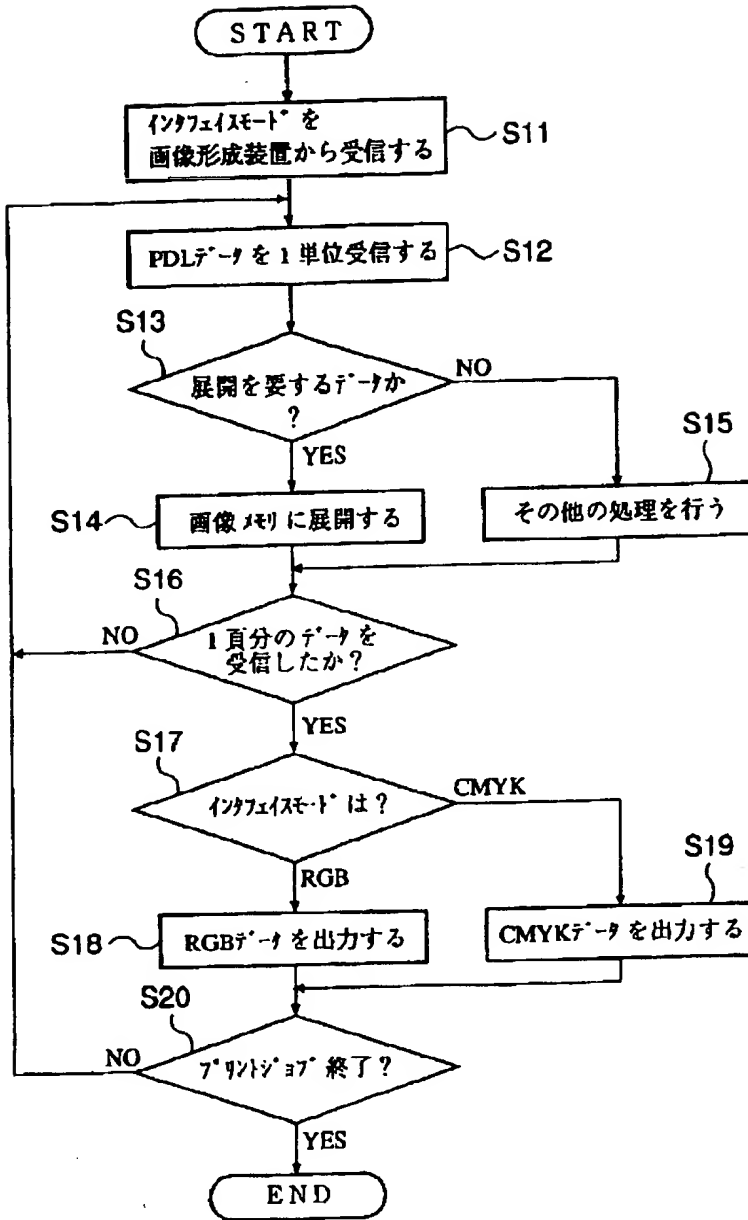 START
インタフェイスモードを
画像形成装置から受信する
S11
PDLデータを1単位受信する
S12
S13
展開を要するデータか
?
NO
YES
S15
S14
画像メモリに展開する
その他の処理を行う
S16
NO
1頁分のデータを
受信したか?
YES
S17
インタフェイスモードは?
CMYK
RGB
S19
S18
RGBデータを出力する
CMYKデータを出力する
S20
NO
プリントジョブ終了?
YES
END